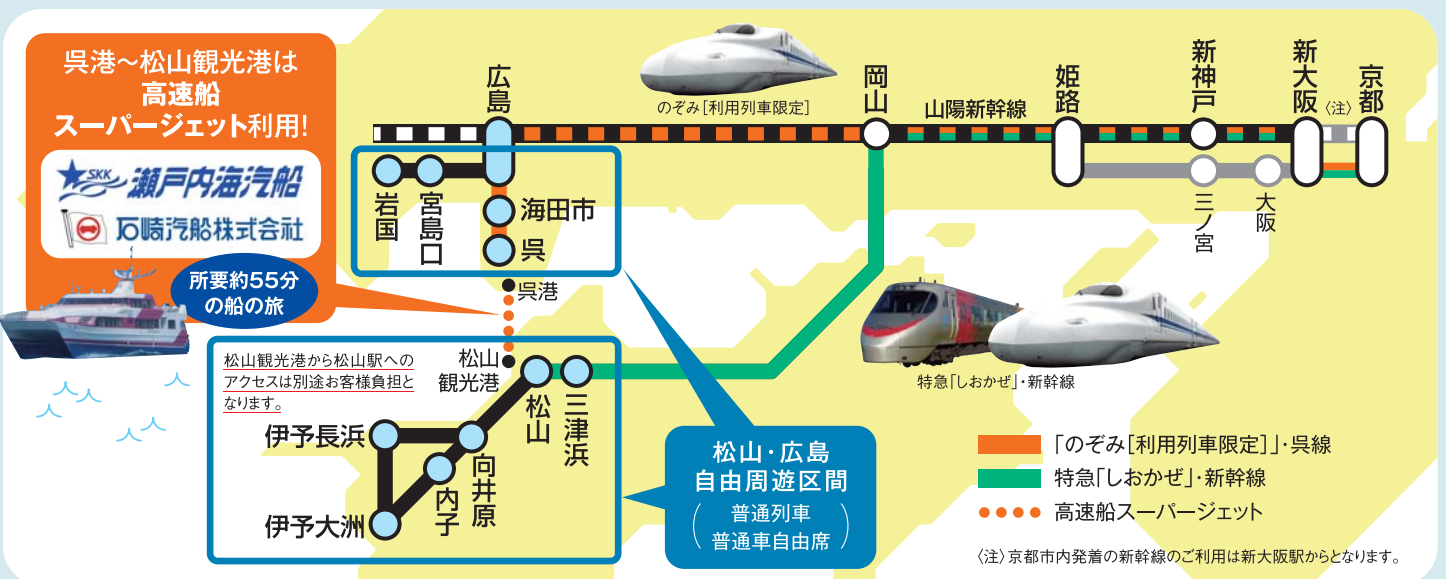 呉港〜松山観光港は
高速船
スーパージェット利用!
SKK 瀬戸内海汽船
石崎汽船株式会社
所要約55分
の船の旅
のぞみ[利用列車限定]
山陽新幹線
広島
岡山
姫路
新神戸
新大阪
〈注〉
京都
岩国
宮島口
海田市
呉
三ノ宮
大阪
呉港
松山
観光港
松山観光港から松山駅への
アクセスは別途お客様負担と
なります。
松山
三津浜
伊予長浜
向井原
内子
伊予大洲
特急「しおかぜ」・新幹線
松山・広島
自由周遊区間
(普通列車
普通車自由席)
「のぞみ[利用列車限定]」・呉線
特急「しおかぜ」・新幹線
高速船スーパージェット
〈注〉京都市内発着の新幹線のご利用は新大阪駅からとなります。